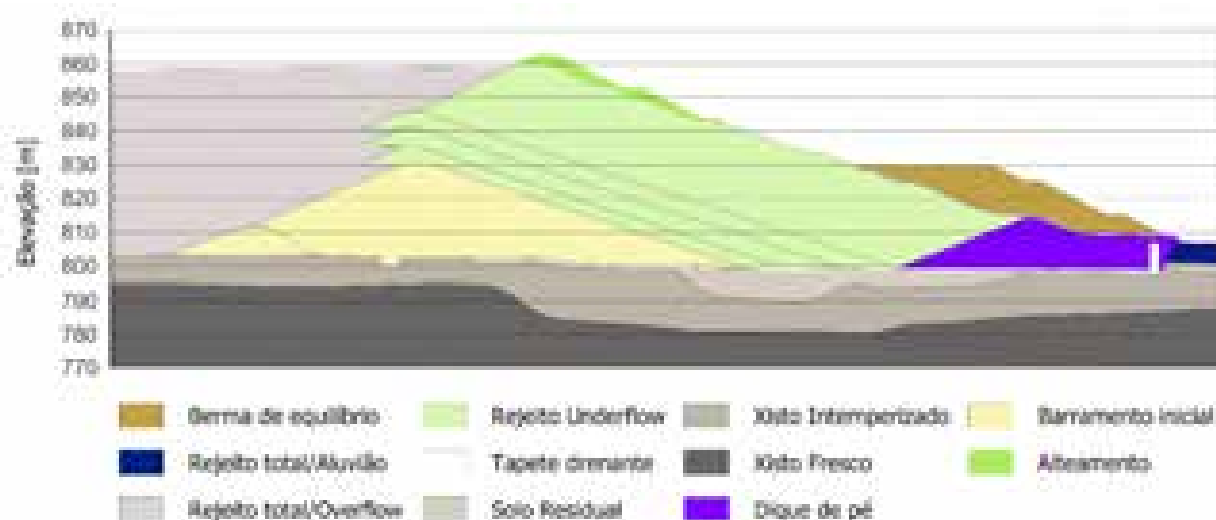 870
860
850
840
830
820
810
800
790
780
770
Elevação [m]
Berma de equilíbrio
Rejeito Underflow
Xisto Intemperizado
Barramento inicial
Rejeito total/Aluvião
Tapete drenante
Xisto Fresco
Alteamento
Rejeito total/Overflow
Solo Residual
Dique de pé